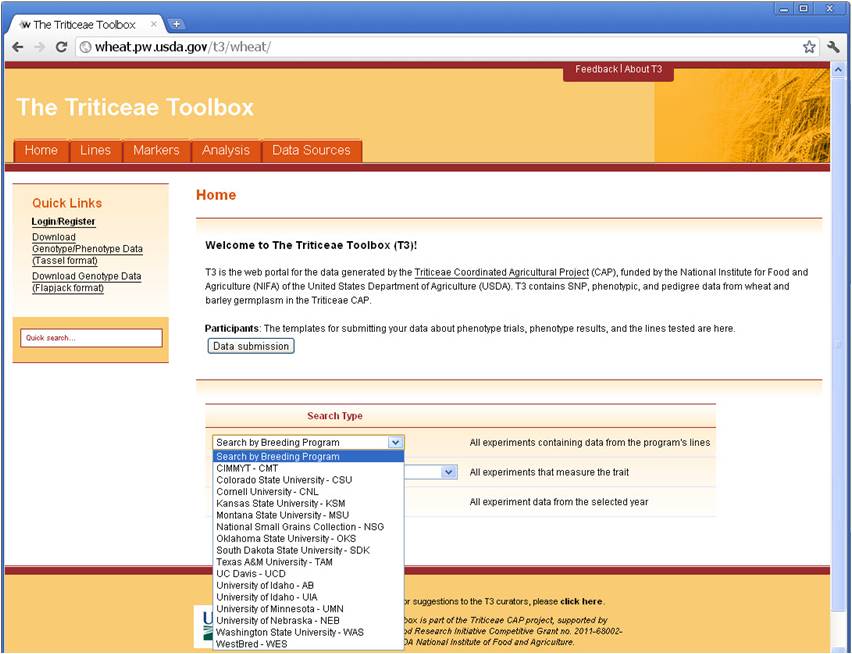 The Triticeae Toolbox
wheat.pw.usda.gov/t3/wheat/
Feedback | About T3
The Triticeae Toolbox
Home
Lines
Markers
Analysis
Data Sources
Quick Links
Login/Register
Download
Genotype/Phenotype Data
(Tassel format)
Download Genotype Data
(Flapjack format)
Quick search...
Home
Welcome to The Triticeae Toolbox (T3)!
T3 is the web portal for the data generated by the Triticeae Coordinated Agricultural Project (CAP), funded by the National Institute for Food and
Agriculture (NIFA) of the United States Department of Agriculture (USDA). T3 contains SNP, phenotypic, and pedigree data from wheat and
barley germplasm in the Triticeae CAP.
Participants: The templates for submitting your data about phenotype trials, phenotype results, and the lines tested are here.
Data submission
Search Type
Search by Breeding Program
All experiments containing data from the program's lines
All experiments that measure the trait
All experiment data from the selected year
Search by Breeding Program
CIMMYT - CMT
Colorado State University - CSU
Cornell University - CNL
Kansas State University - KSM
Montana State University - MSU
National Small Grains Collection - NSG
Oklahoma State University - OKS
South Dakota State University - SDK
Texas A&M University - TAM
UC Davis - UCD
University of Idaho - AB
University of Idaho - UIA
University of Minnesota - UMN
University of Nebraska - NEB
Washington State University - WAS
WestBred - WES
or suggestions to the T3 curators, please click here.
box is part of the Triticeae CAP project, supported by
d Research Initiative Competitive Grant no. 2011-68002-
DA National Institute of Food and Agriculture.